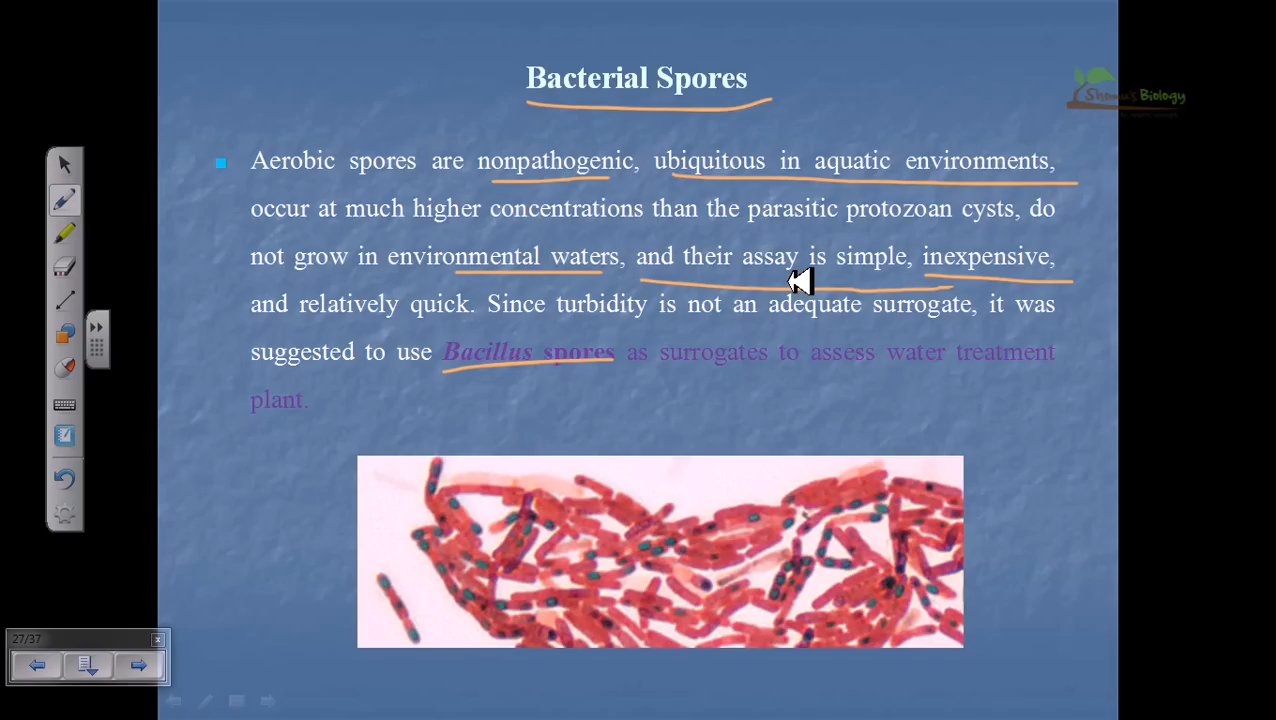 Bacterial Spores
Shomu's Biology
Aerobic spores are nonpathogenic, ubiquitous in aquatic environments,
occur at much higher concentrations than the parasitic protozoan cysts, do
not grow in environmental waters, and their assay is simple, inexpensive,
and relatively quick. Since turbidity is not an adequate surrogate, it was
suggested to use Bacillus spores as surrogates to assess water treatment
plant.
27/37